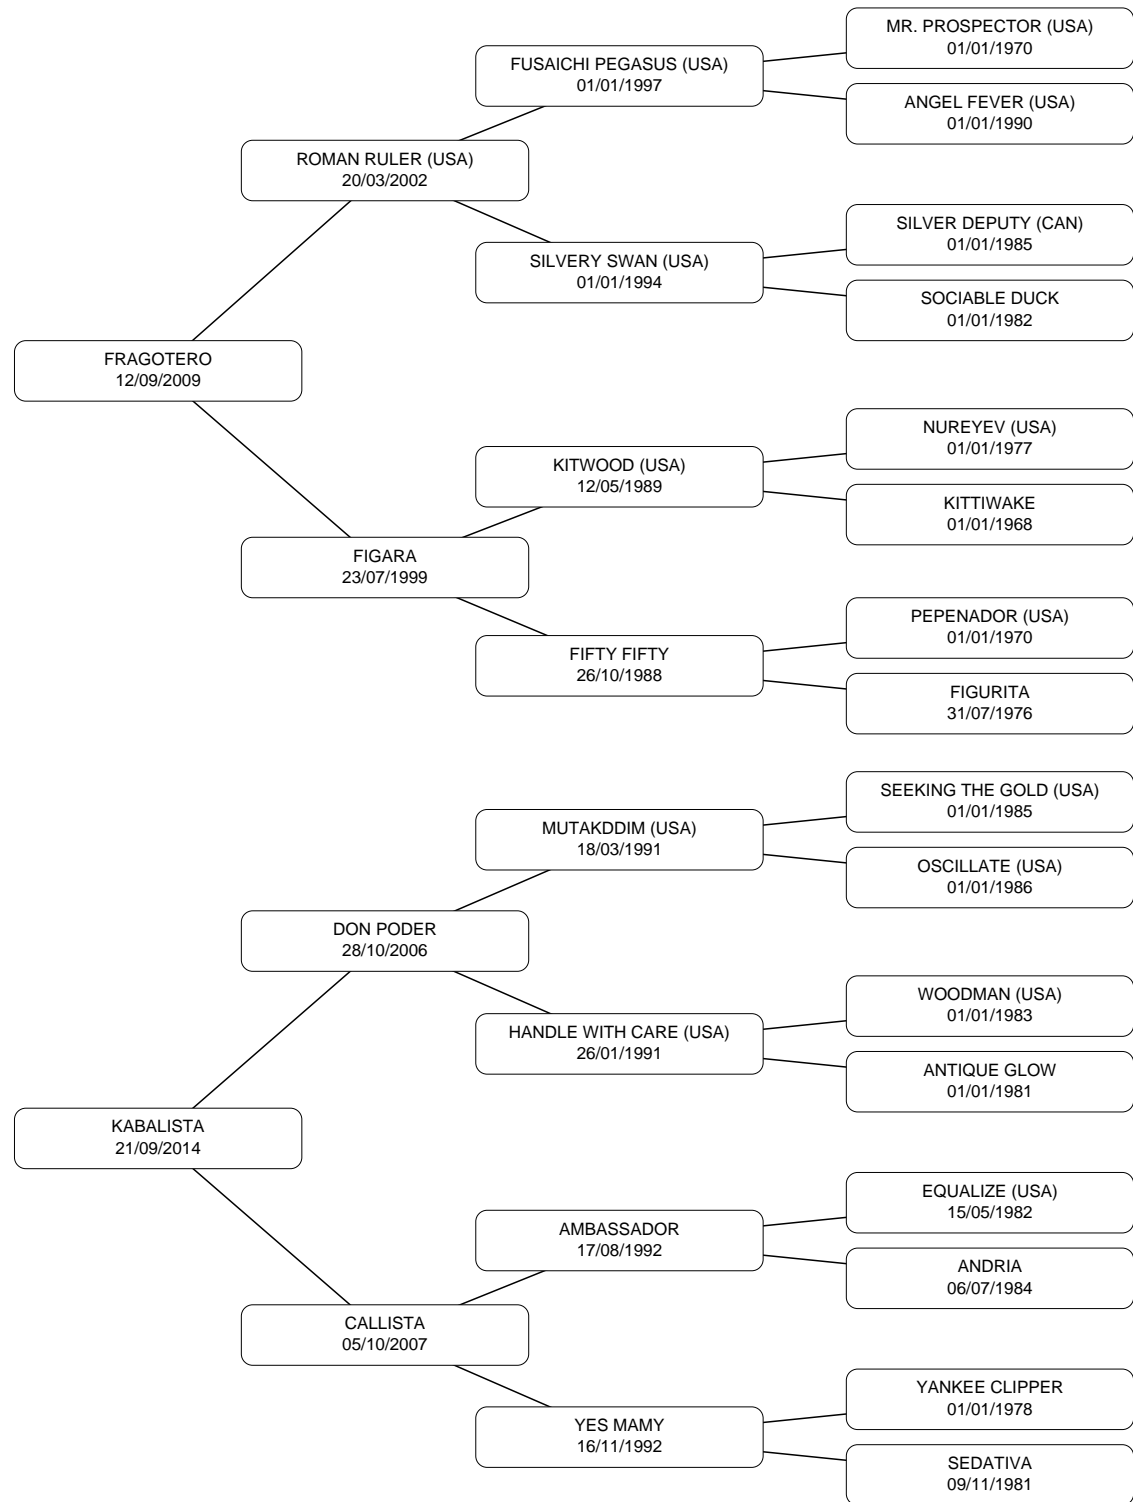 MR. PROSPECTOR (USA)
01/01/1970
FUSAICHI PEGASUS (USA)
01/01/1997
ANGEL FEVER (USA)
01/01/1990
ROMAN RULER (USA)
20/03/2002
SILVER DEPUTY (CAN)
01/01/1985
SILVERY SWAN (USA)
01/01/1994
SOCIABLE DUCK
01/01/1982
FRAGOTERO
12/09/2009
NUREYEV (USA)
01/01/1977
KITWOOD (USA)
12/05/1989
KITTIWAKE
01/01/1968
FIGARA
23/07/1999
PEPENADOR (USA)
01/01/1970
FIFTY FIFTY
26/10/1988
FIGURITA
31/07/1976
SEEKING THE GOLD (USA)
01/01/1985
MUTAKDDIM (USA)
18/03/1991
OSCILLATE (USA)
01/01/1986
DON PODER
28/10/2006
WOODMAN (USA)
01/01/1983
HANDLE WITH CARE (USA)
26/01/1991
ANTIQUE GLOW
01/01/1981
KABALISTA
21/09/2014
EQUALIZE (USA)
15/05/1982
AMBASSADOR
17/08/1992
ANDRIA
06/07/1984
CALLISTA
05/10/2007
YANKEE CLIPPER
01/01/1978
YES MAMY
16/11/1992
SEDATIVA
09/11/1981